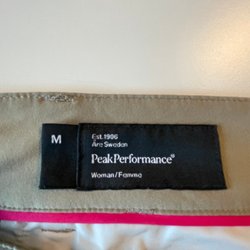 M
Est. 1986
Åre Sweden
PeakPerformance®
Woman/Femme